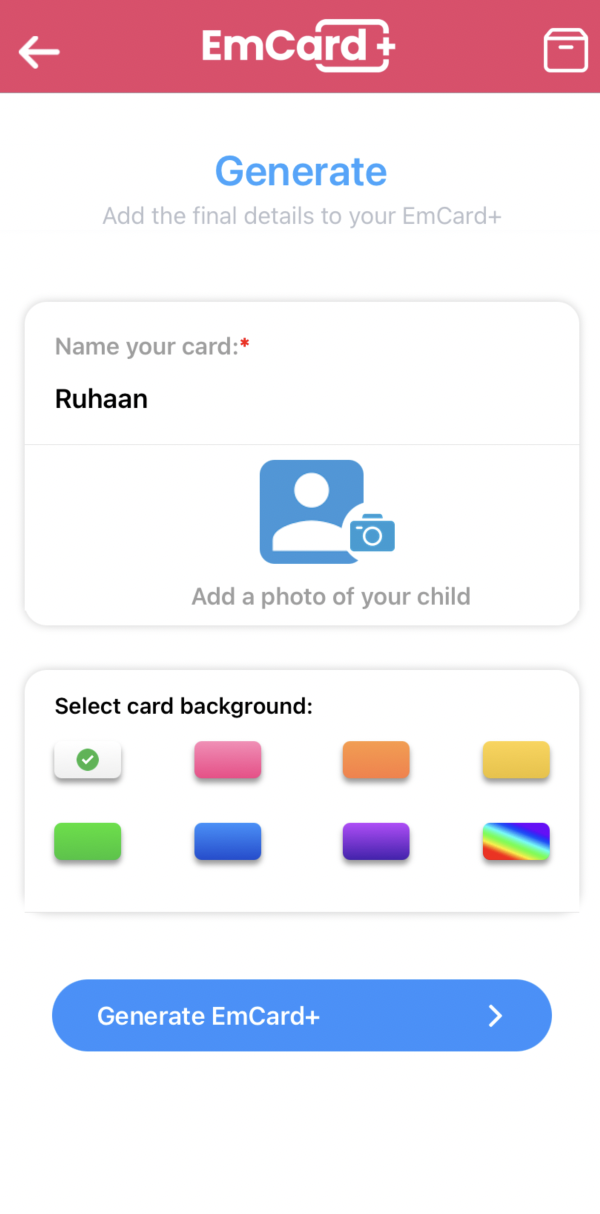 EmCard+
Generate
Add the final details to your EmCard+
Name your card:*
Ruhaan
Add a photo of your child
Select card background:
Generate EmCard+